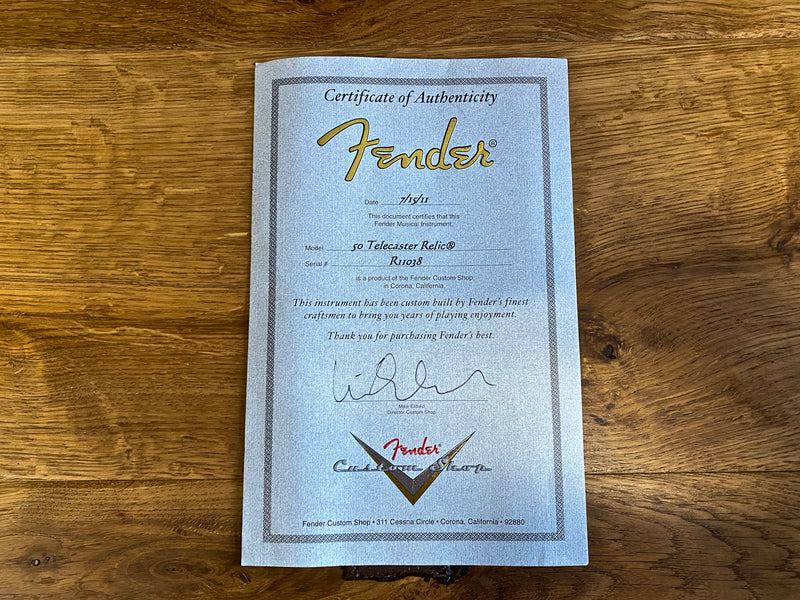 Certificate of Authenticity
Fender®
Date 7/15/11
This document certifies that this
Fender Musical Instrument,
Model 50 Telecaster Relic®
Serial # R11038
is a product of the Fender Custom Shop
in Corona, California.
This instrument has been custom built by Fender's finest
craftsmen to bring you years of playing enjoyment.
Thank you for purchasing Fender's best.
Mike Eldred
Director Custom Shop
Fender®
Custom Shop
Fender Custom Shop • 311 Cessna Circle • Corona, California • 92880